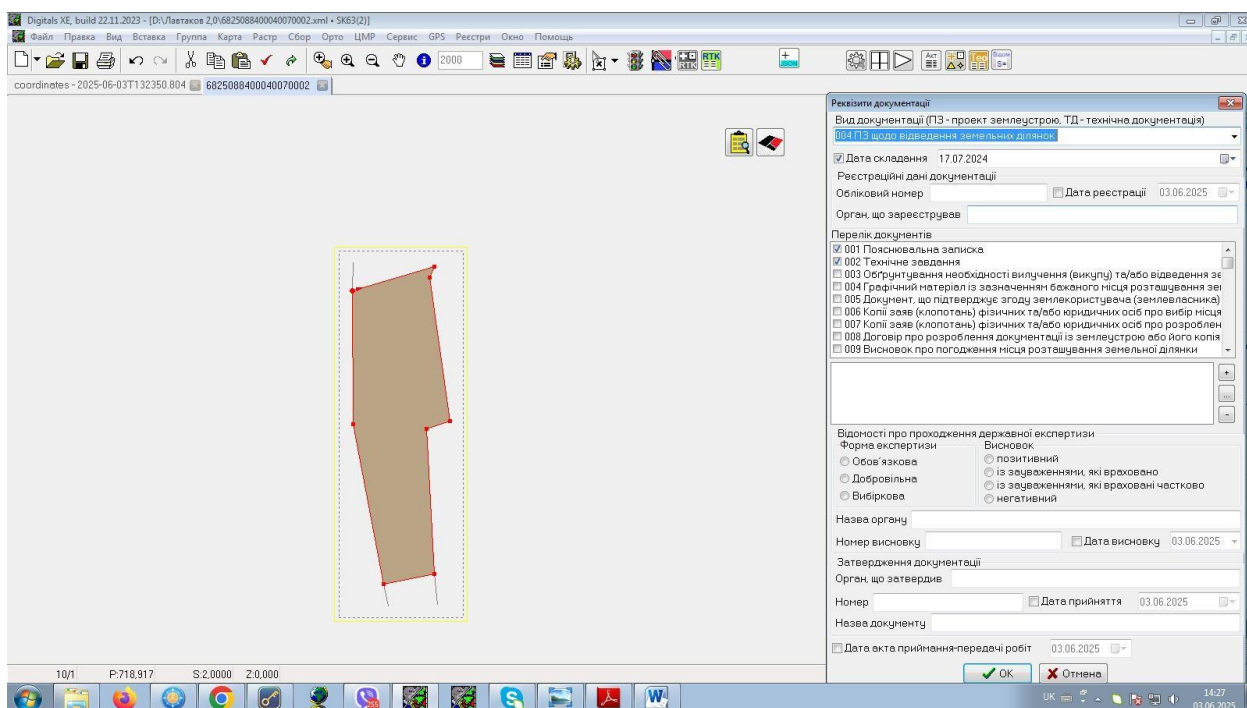 Digitals XE, build 22.11.2023 - [D:\Лавтаков 2,0\6825088400040070002.xml • SK63(2)]
Файл Правка Вид Вставка Группа Карта Растр Сбор Орто ЦМР Сервис GPS Реестри Окно Помощь
2000
RTK
JSON
coordinates - 2025-06-03T132350.804
6825088400040070002
Реквізити документації
Вид документації (ПЗ - проект землеустрою, ТД - технічна документація)
004 ПЗ щодо відведення земельних ділянок
Дата складання 17.07.2024
Реєстраційні дані документації
Обліковий номер Дата реєстрації 03.06.2025
Орган, що зареєстрував
Перелік документів
001 Пояснювальна записка
002 Технічне завдання
003 Обґрунтування необхідності вилучення (викупу) та/або відведення зе
004 Графічний матеріал із зазначенням бажаного місця розташування зе
005 Документ, що підтверджує згоду землекористувача (землевласника)
006 Копії заяв (клопотань) фізичних та/або юридичних осіб про вибір місця
007 Копії заяв (клопотань) фізичних та/або юридичних осіб про розроблен
008 Договір про розроблення документації із землеустрою або його копія
009 Висновок про погодження місця розташування земельної ділянки
+
...
-
Відомості про проходження державної експертизи
Форма експертизи Висновок
Обов'язкова позитивний
Добровільна із зауваженнями, які враховано
Вибіркова із зауваженнями, які враховані частково
негативний
Назва органу
Номер висновку Дата висновку 03.06.2025
Затвердження документації
Орган, що затвердив
Номер Дата прийняття 03.06.2025
Назва документу
Дата акта приймання-передачі робіт 03.06.2025
OK Отмена
10/1 P:718,917 S:2,0000 Z:0,000
UK 14:27
03.06.2025